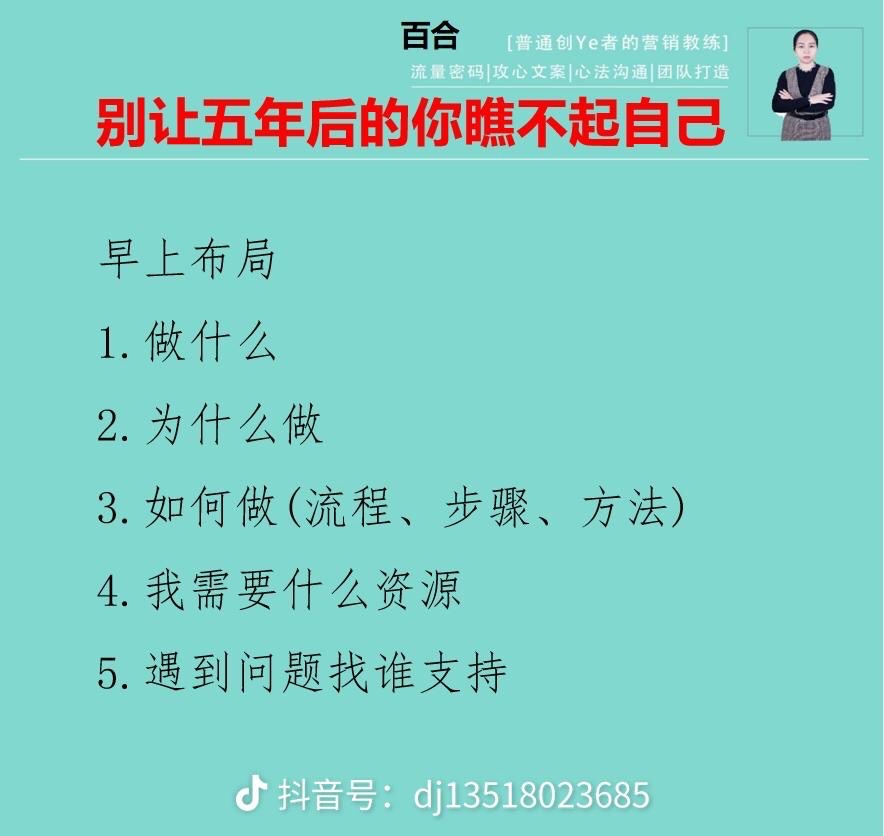 百合
[普通创Ye者的营销教练]
流量密码|攻心文案|心法沟通|团队打造
别让五年后的你瞧不起自己
早上布局
1.做什么
2.为什么做
3.如何做(流程、步骤、方法)
4.我需要什么资源
5.遇到问题找谁支持
抖音号：dj13518023685